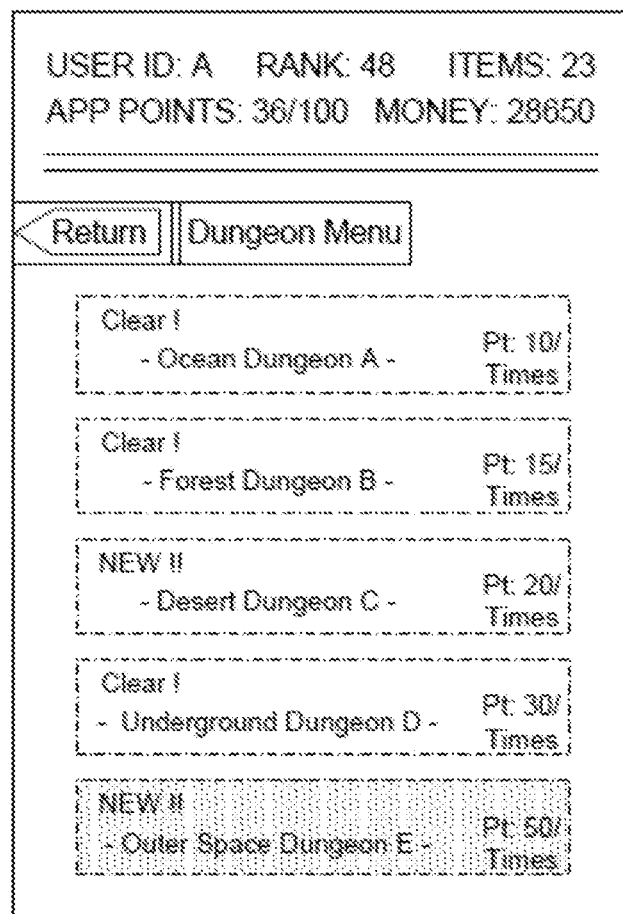 USER ID: A RANK: 48 ITEMS: 23
APP POINTS: 36/100 MONEY: 28650
Return Dungeon Menu
Clear !
- Ocean Dungeon A -
Pt: 10/
Times
Clear !
- Forest Dungeon B -
Pt: 15/
Times
NEW !!
- Desert Dungeon C -
Pt: 20/
Times
Clear !
- Underground Dungeon D -
Pt: 30/
Times
NEW !!
- Outer Space Dungeon E -
Pt: 50/
Times